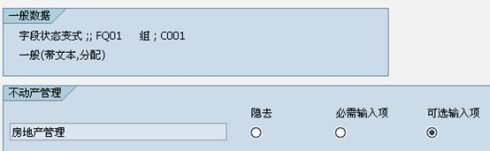 一般数据
字段状态变式 ;; FQ01 组 ; C001
一般(带文本,分配)
不动产管理
隐去 必需输入项 可选输入项
房地产管理